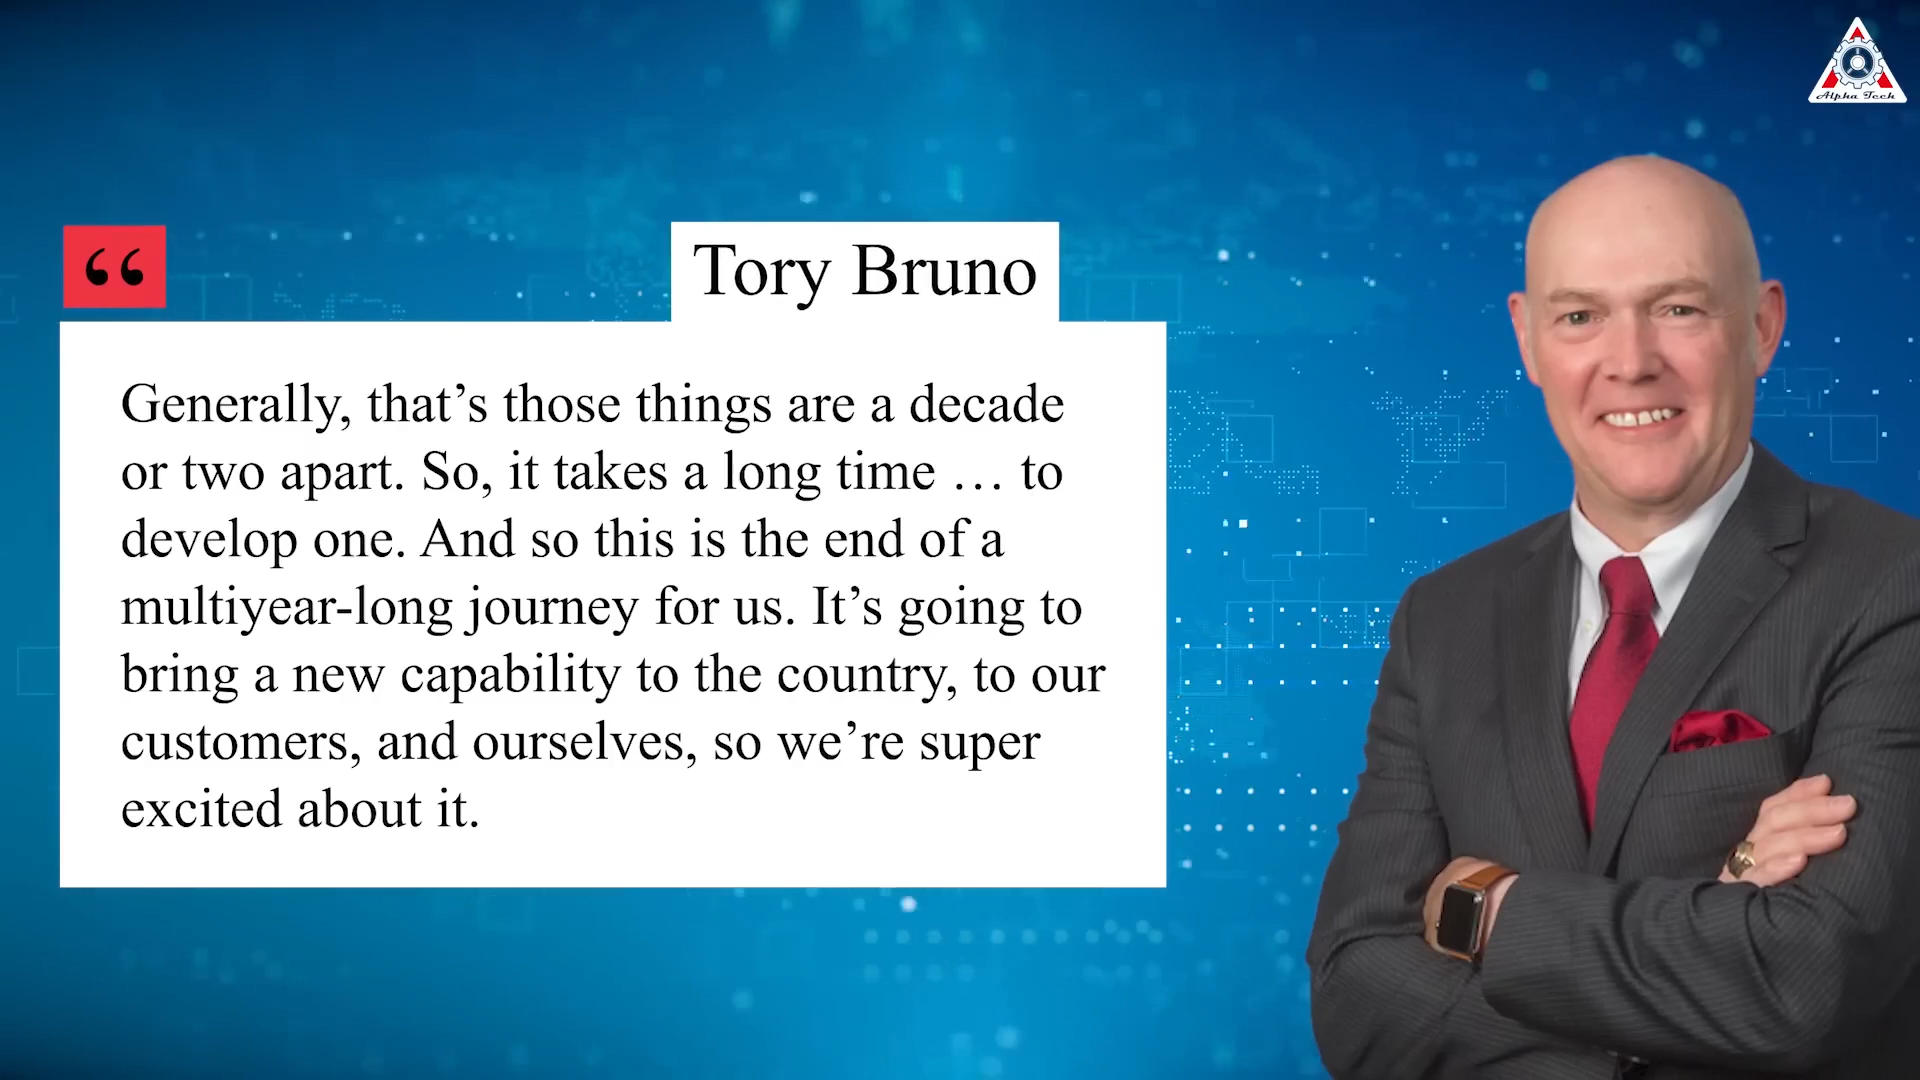 Alpha Tech
“
Tory Bruno
Generally, that’s those things are a decade
or two apart. So, it takes a long time … to
develop one. And so this is the end of a
multiyear-long journey for us. It’s going to
bring a new capability to the country, to our
customers, and ourselves, so we’re super
excited about it.